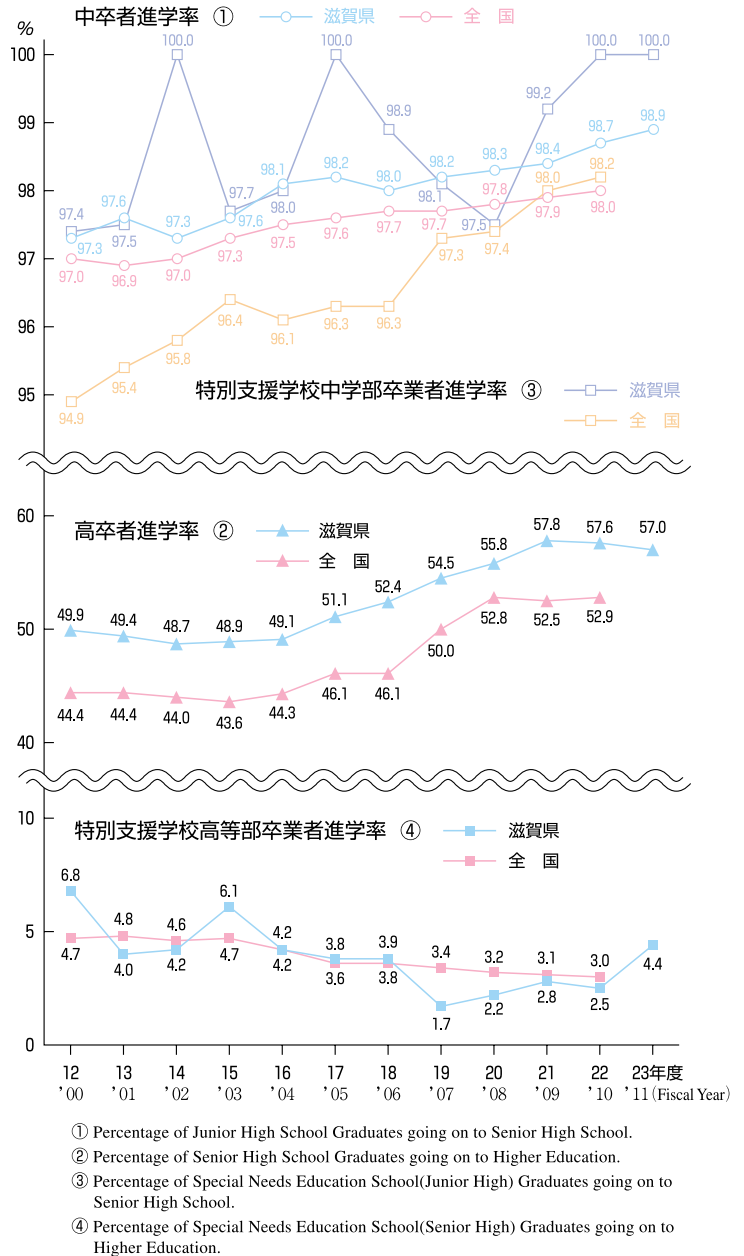 中卒者進学率 ① 滋賀県 全 国
%
100.0 100.0 100.0 100.0
100
99.2
98.9 98.9
99
98.7
98.4
98.3
98.2 98.2 98.2
98.1 98.0 98.0
98
97.7 97.8
97.6
97.4 97.3
98.0 98.1
97.3 97.5 97.6 97.5 97.6 97.7 97.7 97.5 97.9 98.0
97.3 97.4
97.0 96.9 97.0 97.3
97
96.4 96.1 96.3 96.3
96
95.8
95.4
95
94.9
特別支援学校中学部卒業者進学率 ③ 滋賀県
全 国
60
高卒者進学率 ② 滋賀県
全 国
57.8 57.6 57.0
54.5 55.8
51.1 52.4
49.9 49.4 48.7 48.9 49.1
50
52.8 52.5 52.9
50.0
44.4 44.4 44.0 43.6 44.3 46.1 46.1
40
10
特別支援学校高等部卒業者進学率 ④ 滋賀県
全 国
6.8 6.1
4.8 4.6 4.2 3.8 3.9 3.4 3.2 3.1 3.0
5
4.7 4.0 4.2 4.7 4.2 3.6 3.8 1.7 2.2 2.8 2.5 4.4
0
12 13 14 15 16 17 18 19 20 21 22 23年度
’00 ’01 ’02 ’03 ’04 ’05 ’06 ’07 ’08 ’09 ’10 ’11 (Fiscal Year)
① Percentage of Junior High School Graduates going on to Senior High School.
② Percentage of Senior High School Graduates going on to Higher Education.
③ Percentage of Special Needs Education School(Junior High) Graduates going on to
Senior High School.
④ Percentage of Special Needs Education School(Senior High) Graduates going on to
Higher Education.